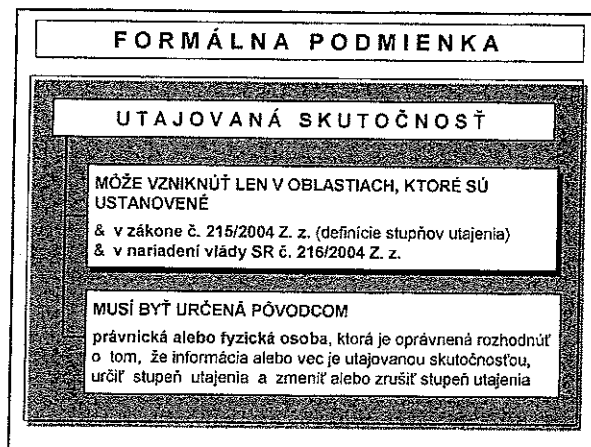 FORMÁLNA PODMIENKA
UTAJOVANÁ SKUTOČNOSŤ
MÔŽE VZNIKNÚŤ LEN V OBLASTIACH, KTORÉ SÚ
USTANOVENÉ
& v zákone č. 215/2004 Z. z. (definície stupňov utajenia)
& v nariadení vlády SR č. 216/2004 Z. z.
MUSÍ BYŤ URČENÁ PÔVODCOM
právnická alebo fyzická osoba, ktorá je oprávnená rozhodnúť
o tom, že informácia alebo vec je utajovanou skutočnosťou,
určiť stupeň utajenia a zmeniť alebo zrušiť stupeň utajenia